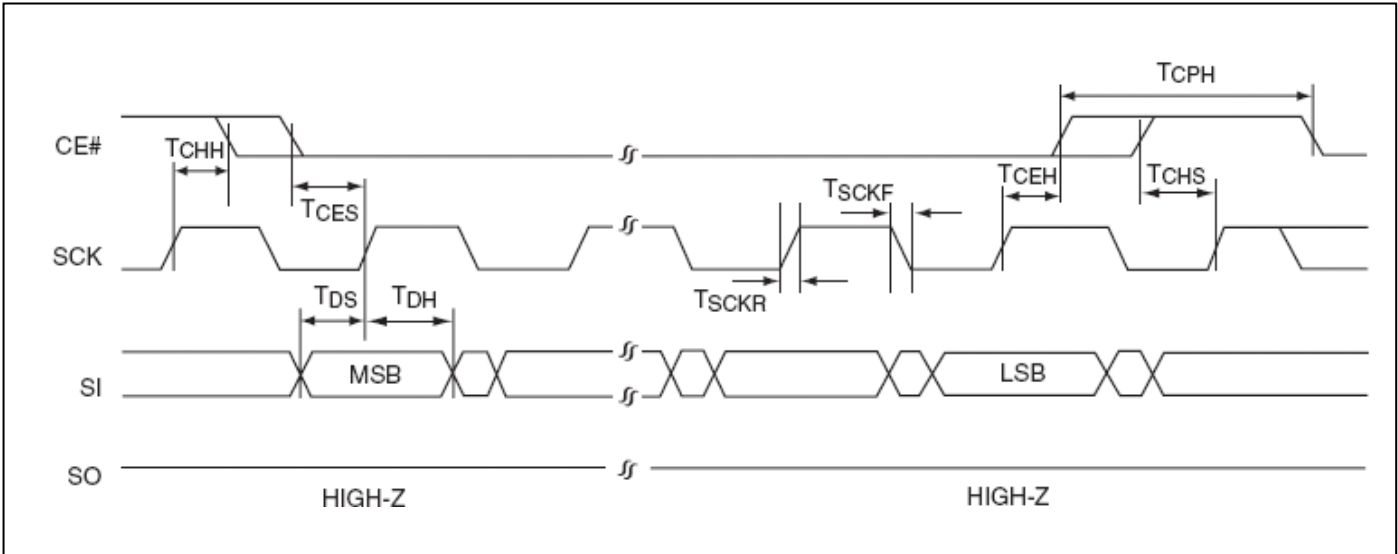 TCPH
CE#
TCHH
TCES
TSCKF
TCEH
TCHS
SCK
TDS
TDH
TSCKR
SI
MSB
LSB
SO
HIGH-Z
HIGH-Z